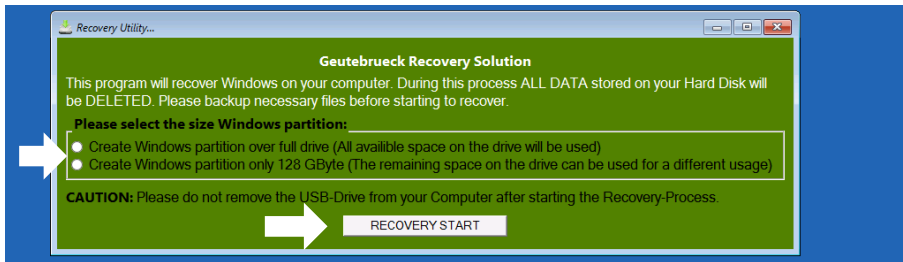 Recovery Utility...
Geutebrueck Recovery Solution
This program will recover Windows on your computer. During this process ALL DATA stored on your Hard Disk will
be DELETED. Please backup necessary files before starting to recover.
Please select the size Windows partition:
Create Windows partition over full drive (All availible space on the drive will be used)
Create Windows partition only 128 GByte (The remaining space on the drive can be used for a different usage)
CAUTION: Please do not remove the USB-Drive from your Computer after starting the Recovery-Process.
RECOVERY START